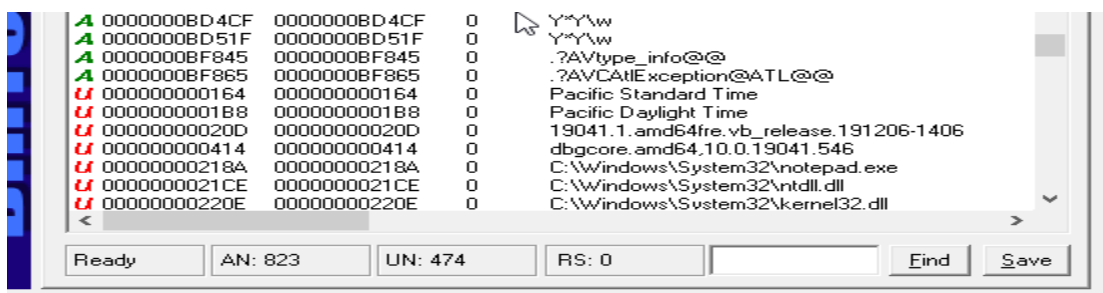 A 0000000BD4CF 0000000BD4CF 0 Y*Y\w
A 0000000BD51F 0000000BD51F 0 Y*Y\w
A 0000000BF845 0000000BF845 0 .?AVtype_info@@
A 0000000BF865 0000000BF865 0 .?AVCAtlException@ATL@@
U 000000000164 000000000164 0 Pacific Standard Time
U 0000000001B8 0000000001B8 0 Pacific Daylight Time
U 00000000020D 00000000020D 0 19041.1.amd64fre.vb_release.191206-1406
U 000000000414 000000000414 0 dbgcore.amd64,10.0.19041.546
U 00000000218A 00000000218A 0 C:\Windows\System32\notepad.exe
U 0000000021CE 0000000021CE 0 C:\Windows\System32\ntdll.dll
U 00000000220E 00000000220E 0 C:\Windows\System32\kernel32.dll
Ready AN: 823 UN: 474 RS: 0 Find Save